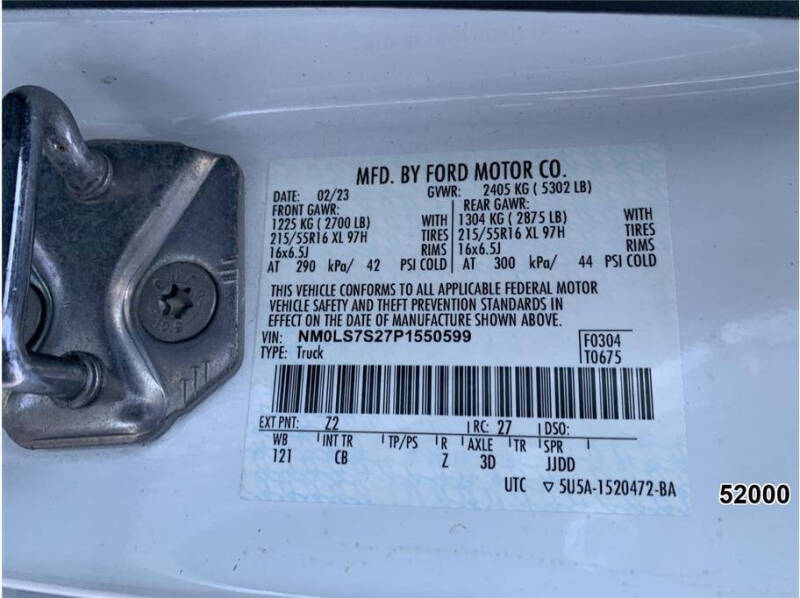 MFD. BY FORD MOTOR CO.
DATE: 02/23 GVWR: 2405 KG ( 5302 LB)
FRONT GAWR: REAR GAWR:
1225 KG ( 2700 LB) WITH 1304 KG ( 2875 LB) WITH
215/55R16 XL 97H TIRES 215/55R16 XL 97H TIRES
16x6.5J RIMS 16x6.5J RIMS
AT 290 kPa/ 42 PSI COLD AT 300 kPa/ 44 PSI COLD
THIS VEHICLE CONFORMS TO ALL APPLICABLE FEDERAL MOTOR
VEHICLE SAFETY AND THEFT PREVENTION STANDARDS IN
EFFECT ON THE DATE OF MANUFACTURE SHOWN ABOVE.
VIN: NM0LS7S27P1550599 F0304
TYPE: Truck T0675
EXT PNT: Z2 RC: 27 DSO:
WB INT TR TP/PS R AXLE TR SPR
121 CB Z 3D JJDD
UTC ▽ 5U5A-1520472-BA
52000